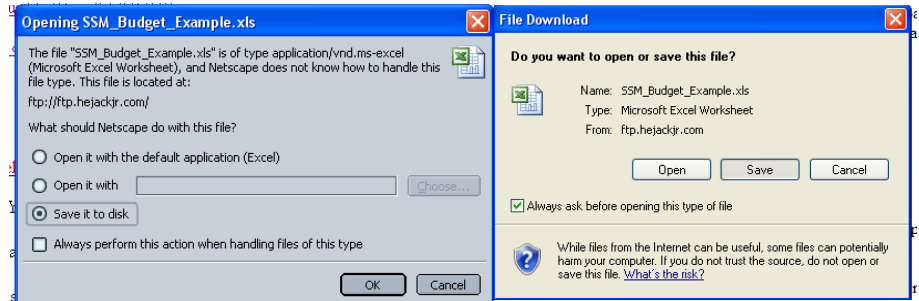 Opening SSM_Budget_Example.xls
The file "SSM_Budget_Example.xls" is of type application/vnd.ms-excel
(Microsoft Excel Worksheet), and Netscape does not know how to handle this
file type. This file is located at:
ftp://ftp.hejackjr.com/
What should Netscape do with this file?
Open it with the default application (Excel)
Open it with
Choose...
Save it to disk
Always perform this action when handling files of this type
OK
Cancel
File Download
Do you want to open or save this file?
Name: SSM_Budget_Example.xls
Type: Microsoft Excel Worksheet
From: ftp.hejackjr.com
Open
Save
Cancel
Always ask before opening this type of file
While files from the Internet can be useful, some files can potentially
harm your computer. If you do not trust the source, do not open or
save this file. What's the risk?